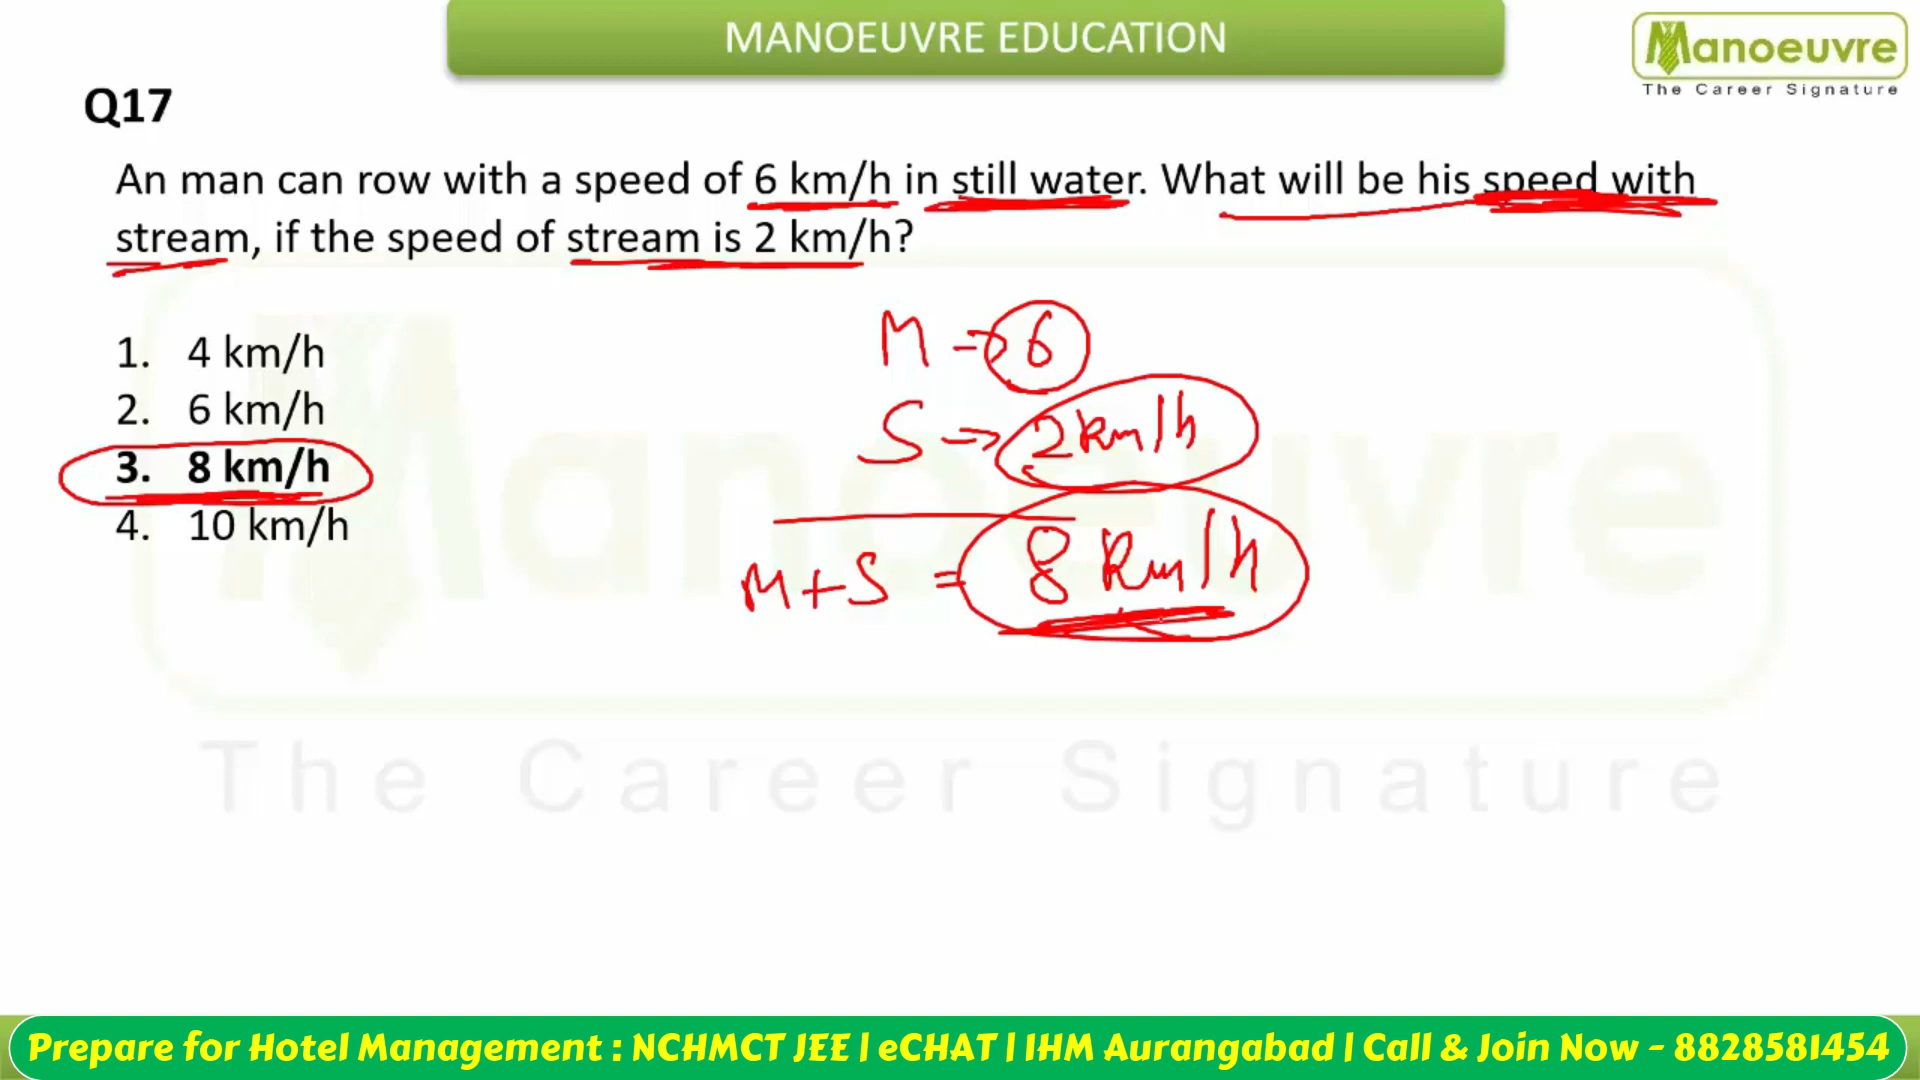 MANOEUVRE EDUCATION
Manoeuvre
The Career Signature
Q17
An man can row with a speed of 6 km/h in still water. What will be his speed with
stream, if the speed of stream is 2 km/h?
1. 4 km/h
2. 6 km/h
3. 8 km/h
4. 10 km/h
M → 6
S → 2 km/h
M+S = 8 km/h
Manoeuvre
The Career Signature
Prepare for Hotel Management : NCHMCT JEE | eCHAT | IHM Aurangabad | Call & Join Now - 8828581454